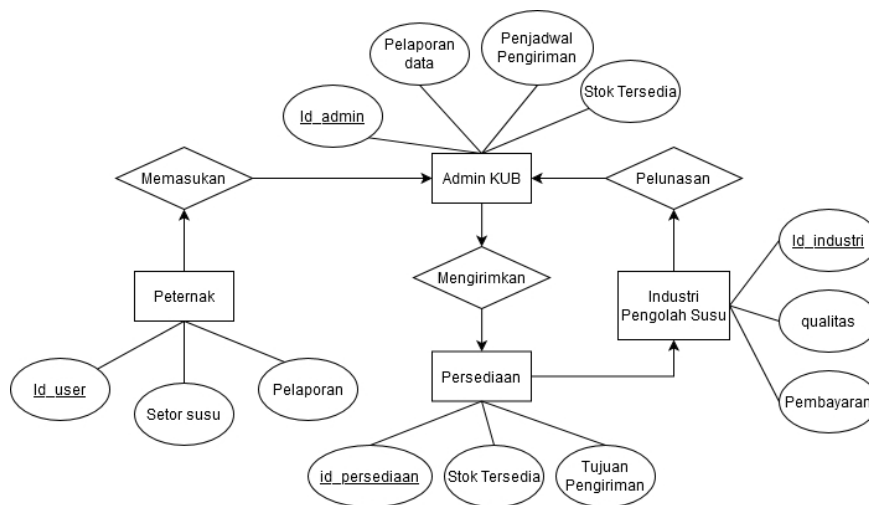 Penjadwal
Pengiriman
Pelaporan
data
Stok Tersedia
Id_admin
Memasukan
Admin KUB
Pelunasan
Id_industri
Mengirimkan
Peternak
Industri
Pengolah Susu
qualitas
Persediaan
Id_user
Setor susu
Pelaporan
Pembayaran
id_persediaan
Stok Tersedia
Tujuan
Pengiriman